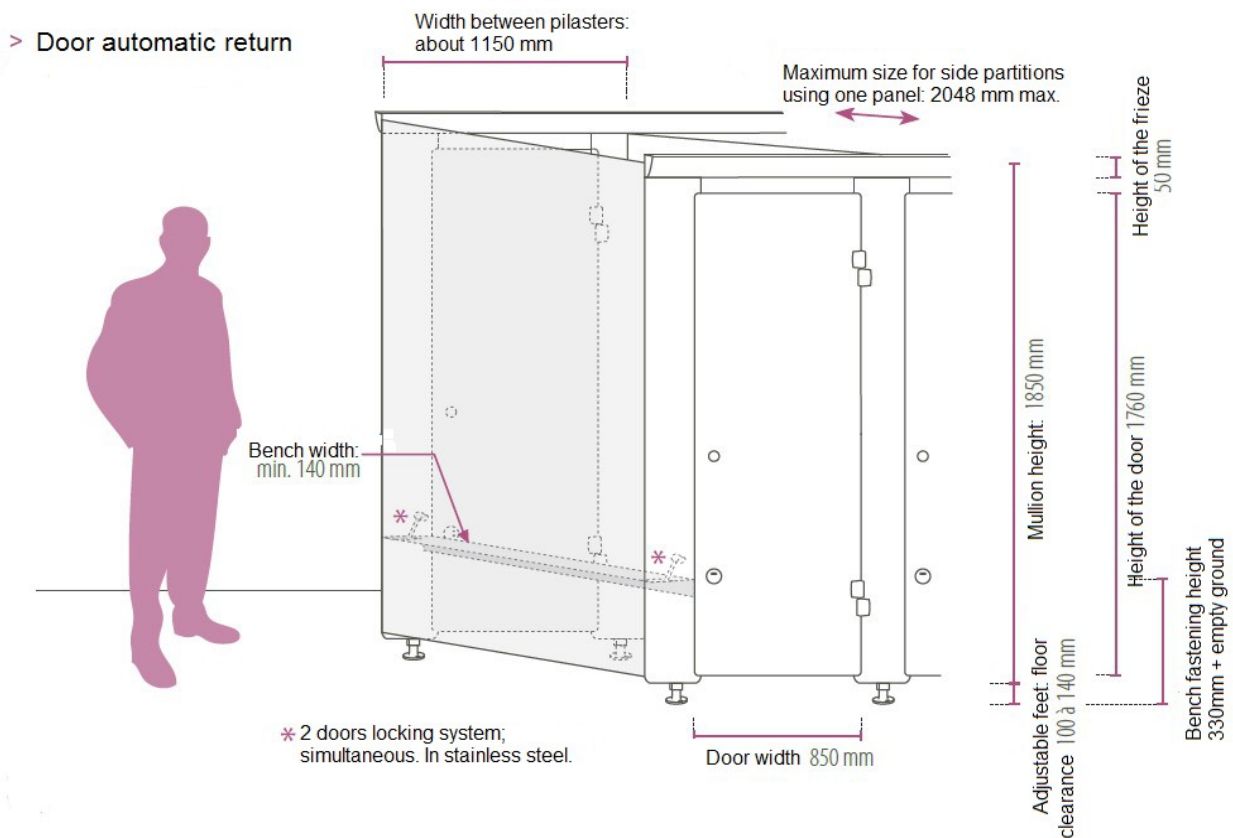 > Door automatic return
Width between pilasters:
about 1150 mm
Maximum size for side partitions
using one panel: 2048 mm max.
Height of the frieze
50 mm
Mullion height: 1850 mm
Height of the door 1760 mm
Bench width:
min. 140 mm
*
*
Bench fastening height
330mm + empty ground
Adjustable feet: floor
clearance 100 à 140 mm
* 2 doors locking system;
simultaneous. In stainless steel.
Door width 850 mm